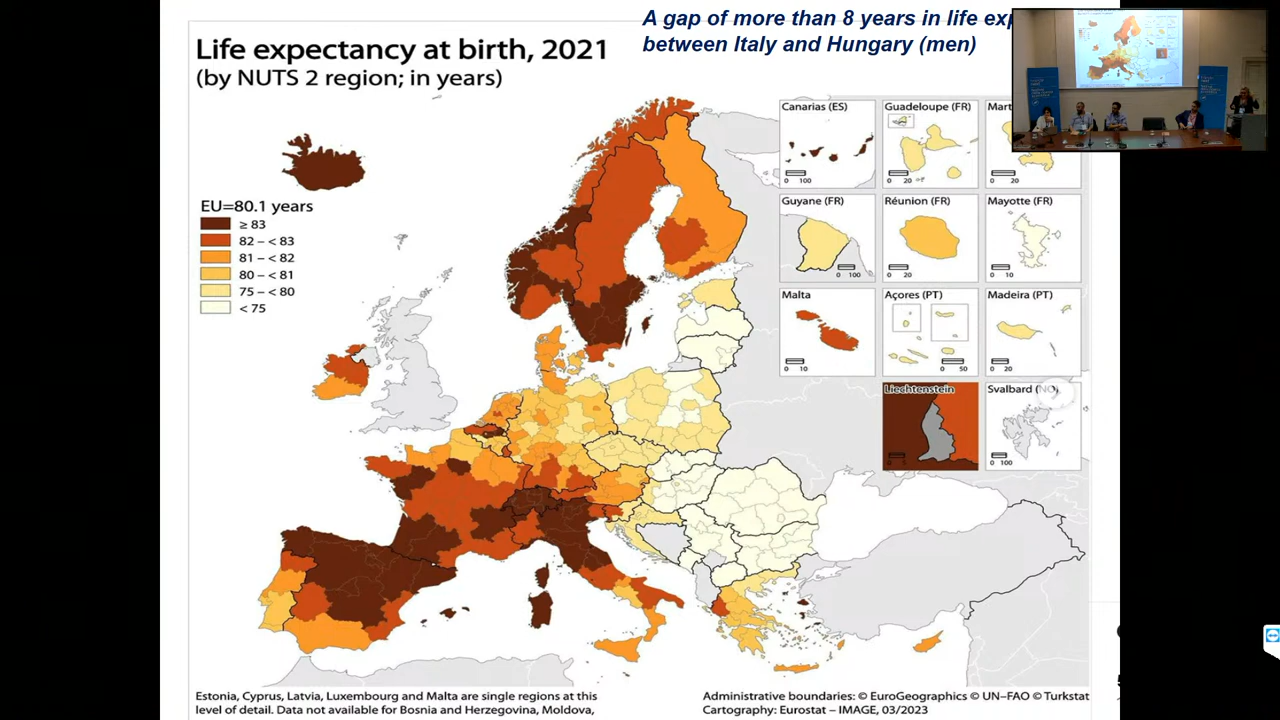 A gap of more than 8 years in life
between Italy and Hungary (men)
Life expectancy at birth, 2021
(by NUTS 2 region; in years)
EU=80.1 years
≥ 83
82 – < 83
81 – < 82
80 – < 81
75 – < 80
< 75
Canarias (ES)
0 100
Guadeloupe (FR)
0 20
0 20
Guyane (FR)
0 100
Réunion (FR)
0 20
Mayotte (FR)
0 10
Malta
0 10
Açores (PT)
0 50
Madeira (PT)
0 20
Liechtenstein
Svalbard (NO)
0 100
Estonia, Cyprus, Latvia, Luxembourg and Malta are single regions at this
level of detail. Data not available for Bosnia and Herzegovina, Moldova,
Administrative boundaries: © EuroGeographics © UN–FAO © Turkstat
Cartography: Eurostat – IMAGE, 03/2023